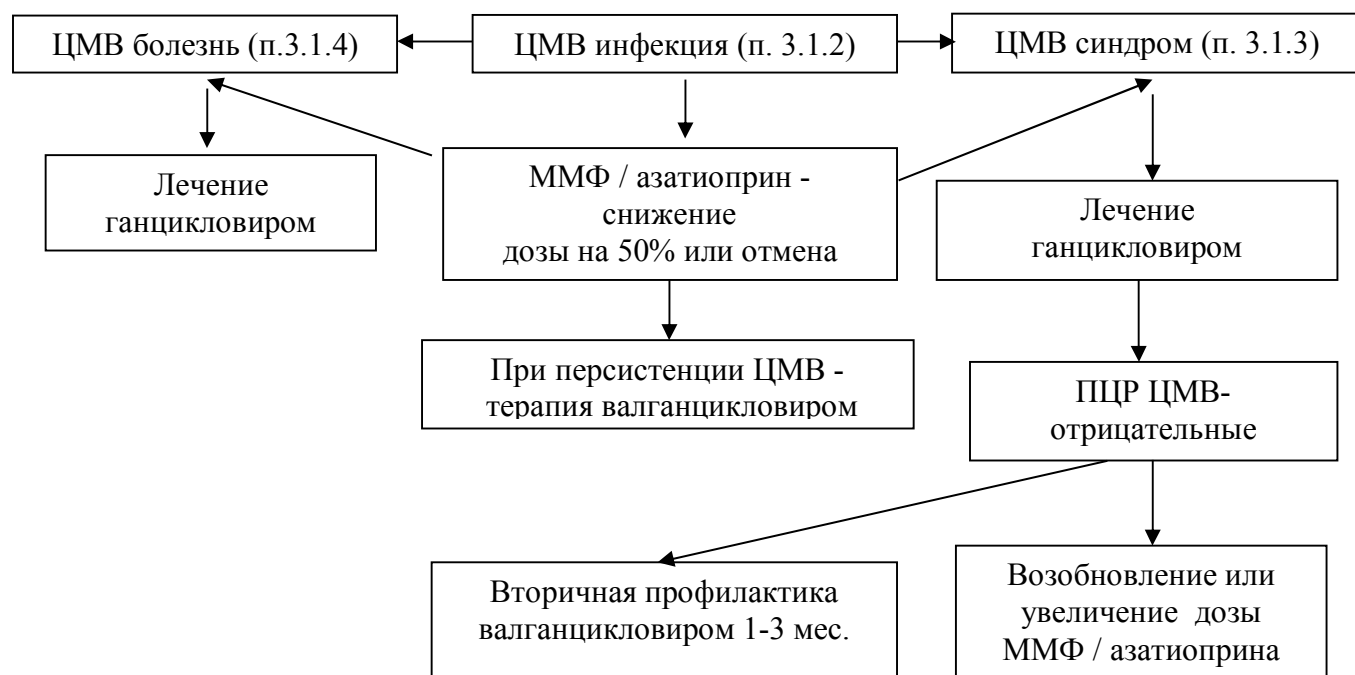 ЦМВ болезнь (п.3.1.4)
ЦМВ инфекция (п. 3.1.2)
ЦМВ синдром (п. 3.1.3)
Лечение
ганцикловиром
ММФ / азатиоприн -
снижение
дозы на 50% или отмена
Лечение
ганцикловиром
При персистенции ЦМВ -
терапия валганцикловиром
ПЦР ЦМВ-
отрицательные
Вторичная профилактика
валганцикловиром 1-3 мес.
Возобновление или
увеличение дозы
ММФ / азатиоприна